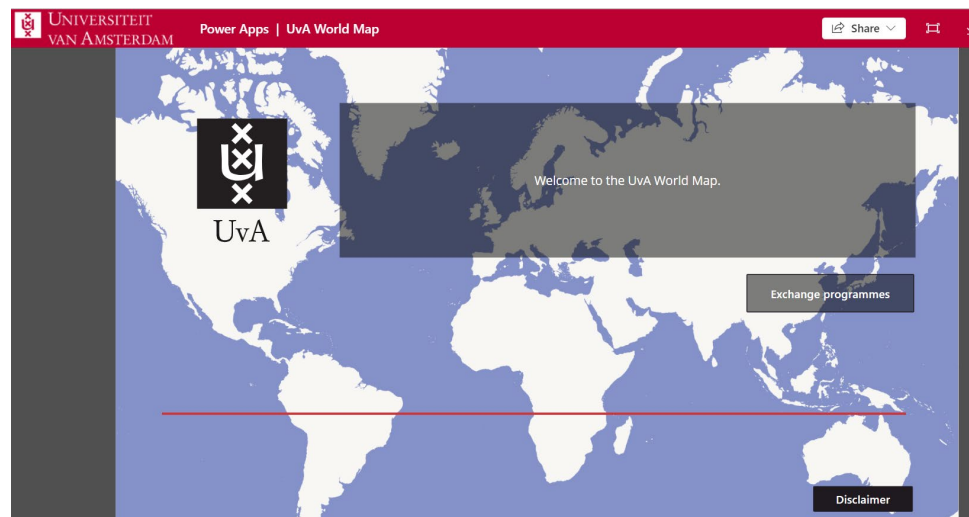 UNIVERSITEIT
VAN AMSTERDAM
Power Apps | UvA World Map
Share
UvA
Welcome to the UvA World Map.
Exchange programmes
Disclaimer